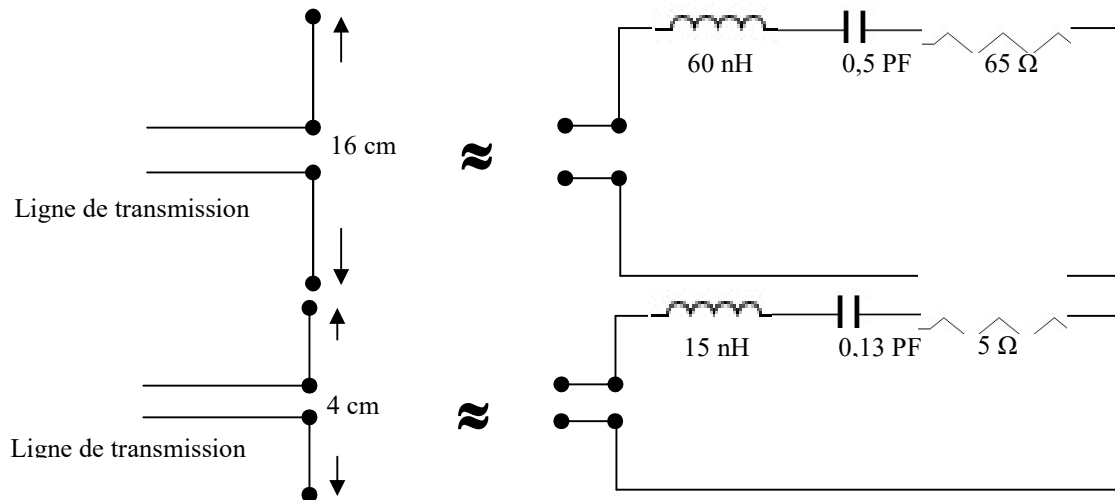 60 nH
0,5 PF
65 Ω
16 cm
≈
Ligne de transmission
15 nH
0,13 PF
5 Ω
4 cm
≈
Ligne de transmission